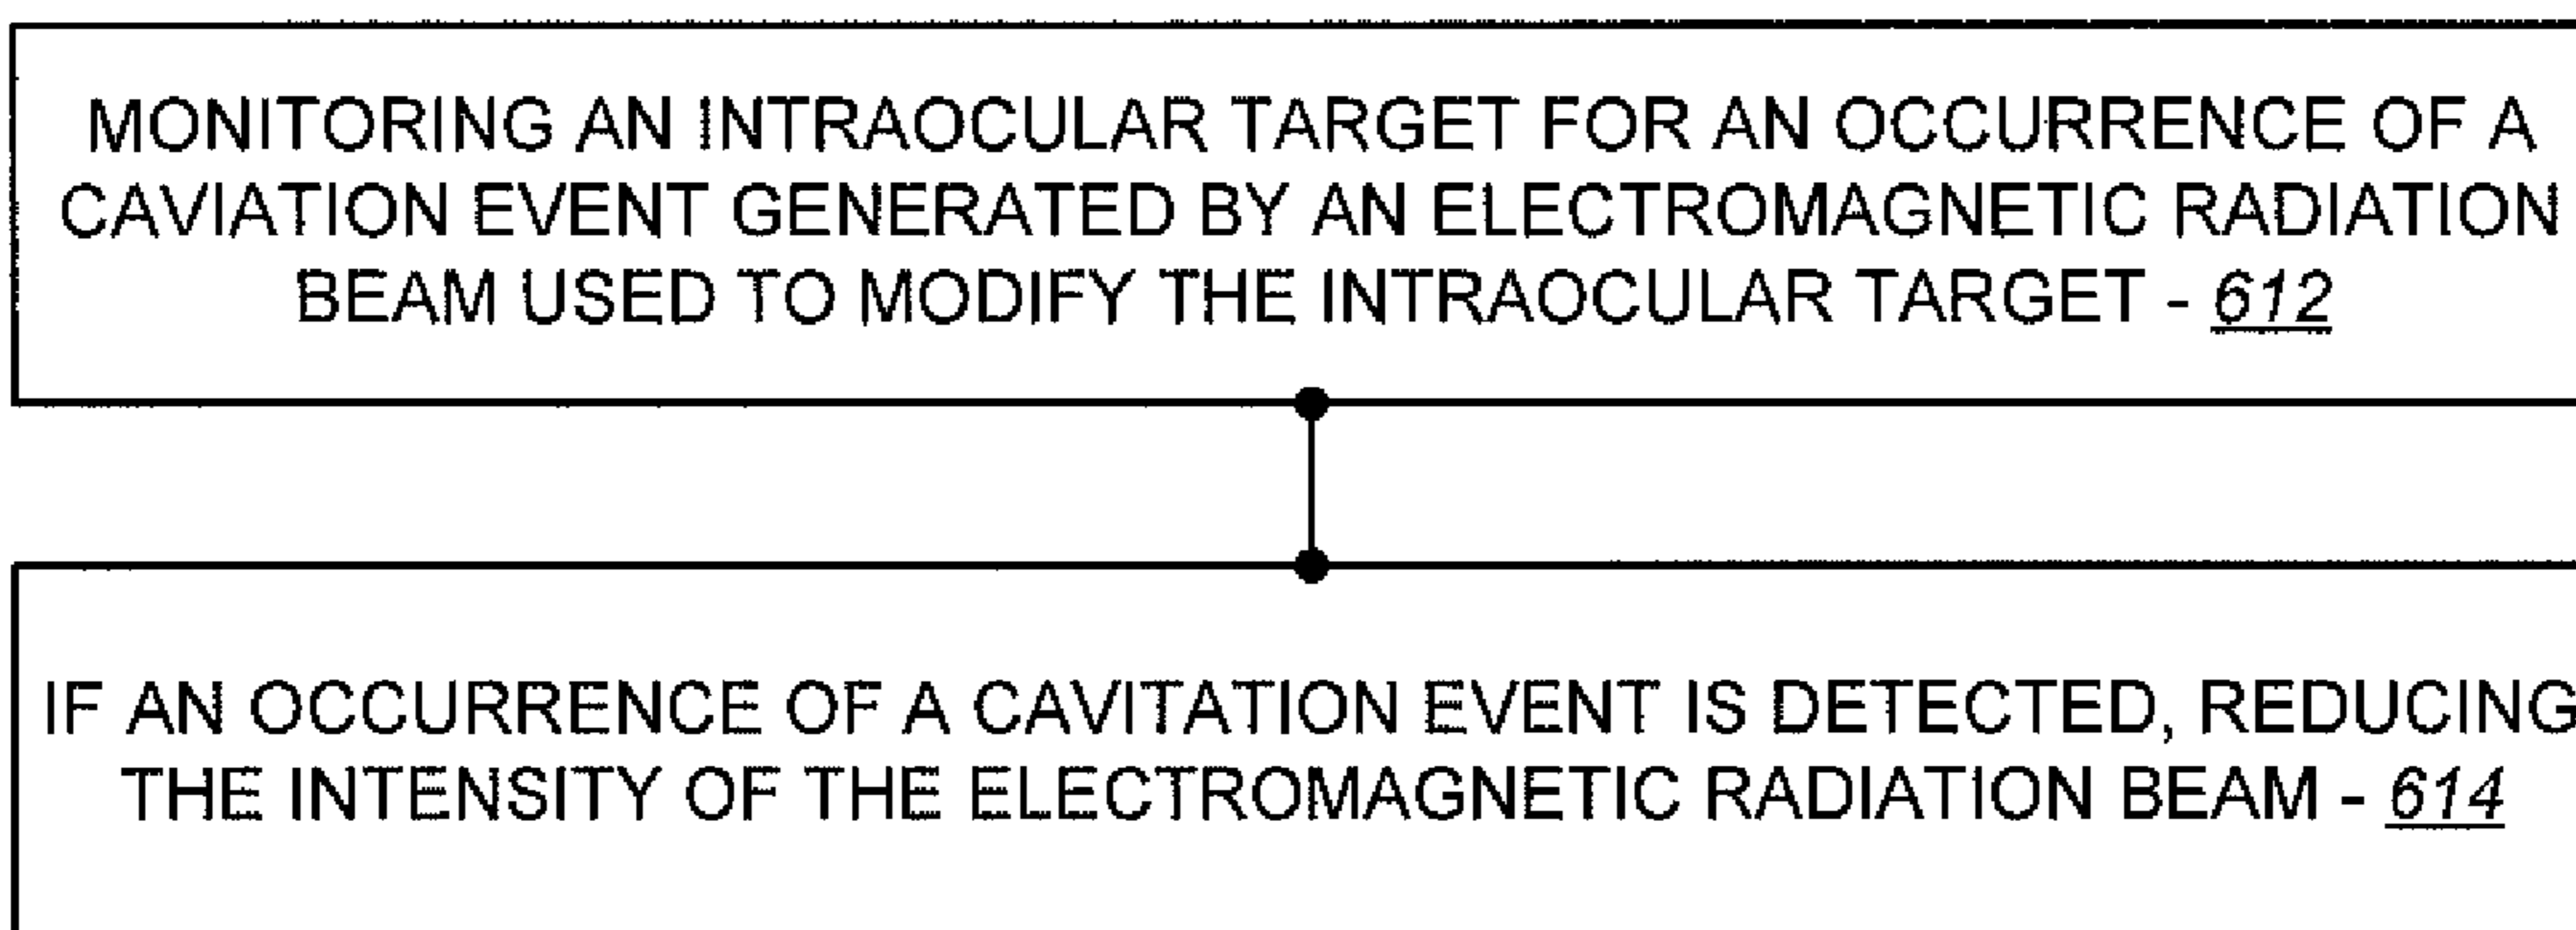 MONITORING AN INTRAOCULAR TARGET FOR AN OCCURRENCE OF A
CAVIATION EVENT GENERATED BY AN ELECTROMAGNETIC RADIATION
BEAM USED TO MODIFY THE INTRAOCULAR TARGET - 612
IF AN OCCURRENCE OF A CAVITATION EVENT IS DETECTED, REDUCING
THE INTENSITY OF THE ELECTROMAGNETIC RADIATION BEAM - 614